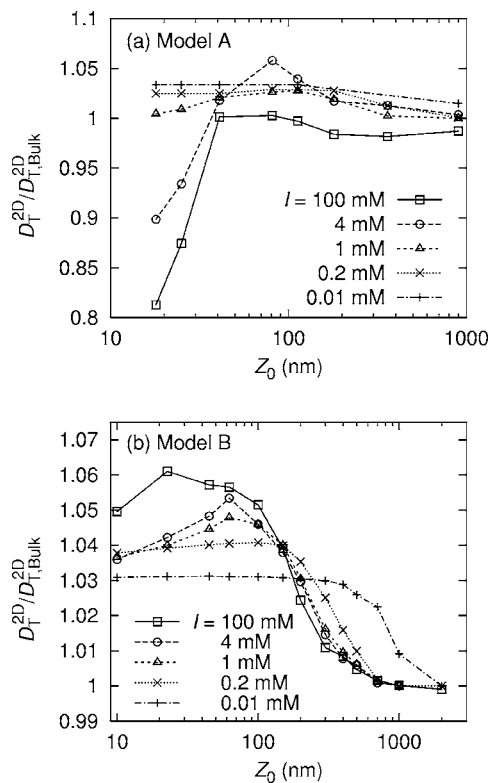 (a) Model A
1.05
1
0.95
0.9
0.85
0.8
D_T^2D/D_T,Bulk^2D
I = 100 mM
4 mM
1 mM
0.2 mM
0.01 mM
10 100 1000
Z_0 (nm)
(b) Model B
1.07
1.06
1.05
1.04
1.03
1.02
1.01
1
0.99
D_T^2D/D_T,Bulk^2D
I = 100 mM
4 mM
1 mM
0.2 mM
0.01 mM
10 100 1000
Z_0 (nm)